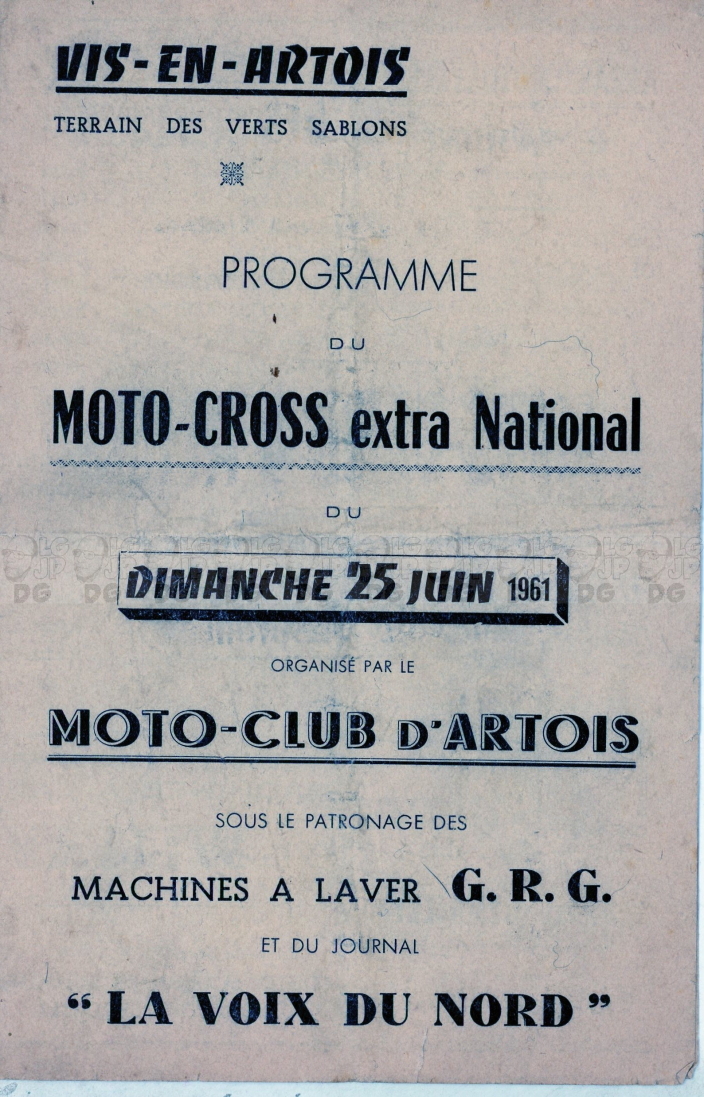 VIS-EN-ARTOIS
TERRAIN DES VERTS SABLONS
PROGRAMME
DU
MOTO-CROSS extra National
DU
DIMANCHE 25 JUIN 1961
ORGANISÉ PAR LE
MOTO-CLUB D'ARTOIS
SOUS LE PATRONAGE DES
MACHINES A LAVER G. R. G.
ET DU JOURNAL
“ LA VOIX DU NORD ”